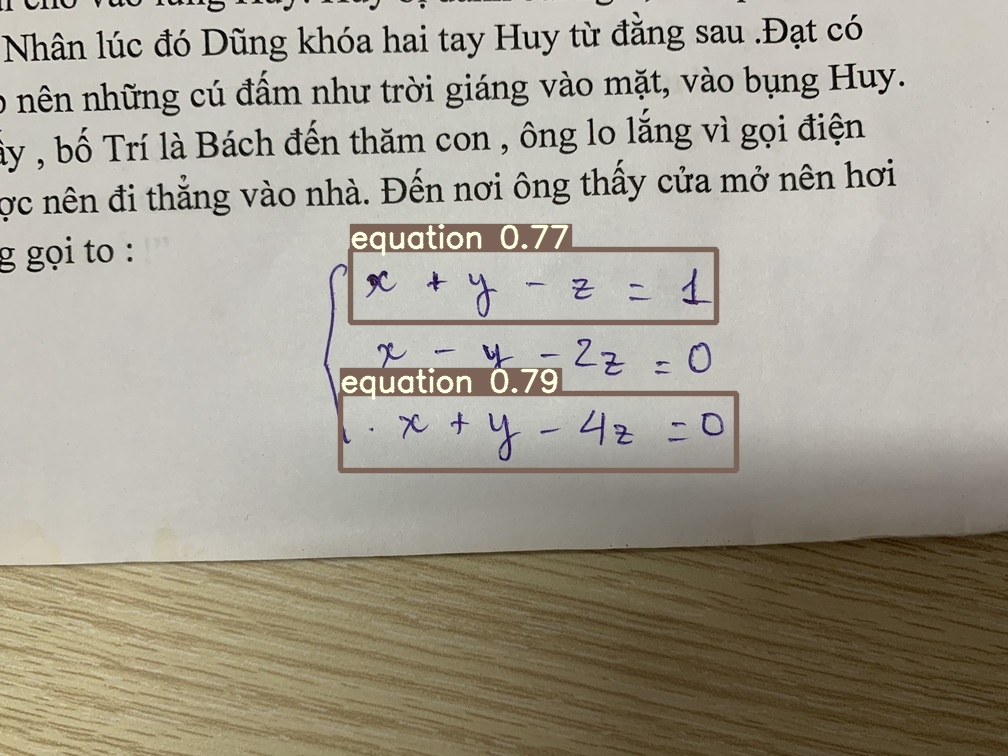 Nhân lúc đó Dũng khóa hai tay Huy từ đằng sau .Đạt có
nên những cú đấm như trời giáng vào mặt, vào bụng Huy.
, bố Trí là Bách đến thăm con , ông lo lắng vì gọi điện
nên đi thẳng vào nhà. Đến nơi ông thấy cửa mở nên hơi
gọi to :
equation 0.77
x + y - z = 1
x - y - 2z = 0
equation 0.79
x + y - 4z = 0